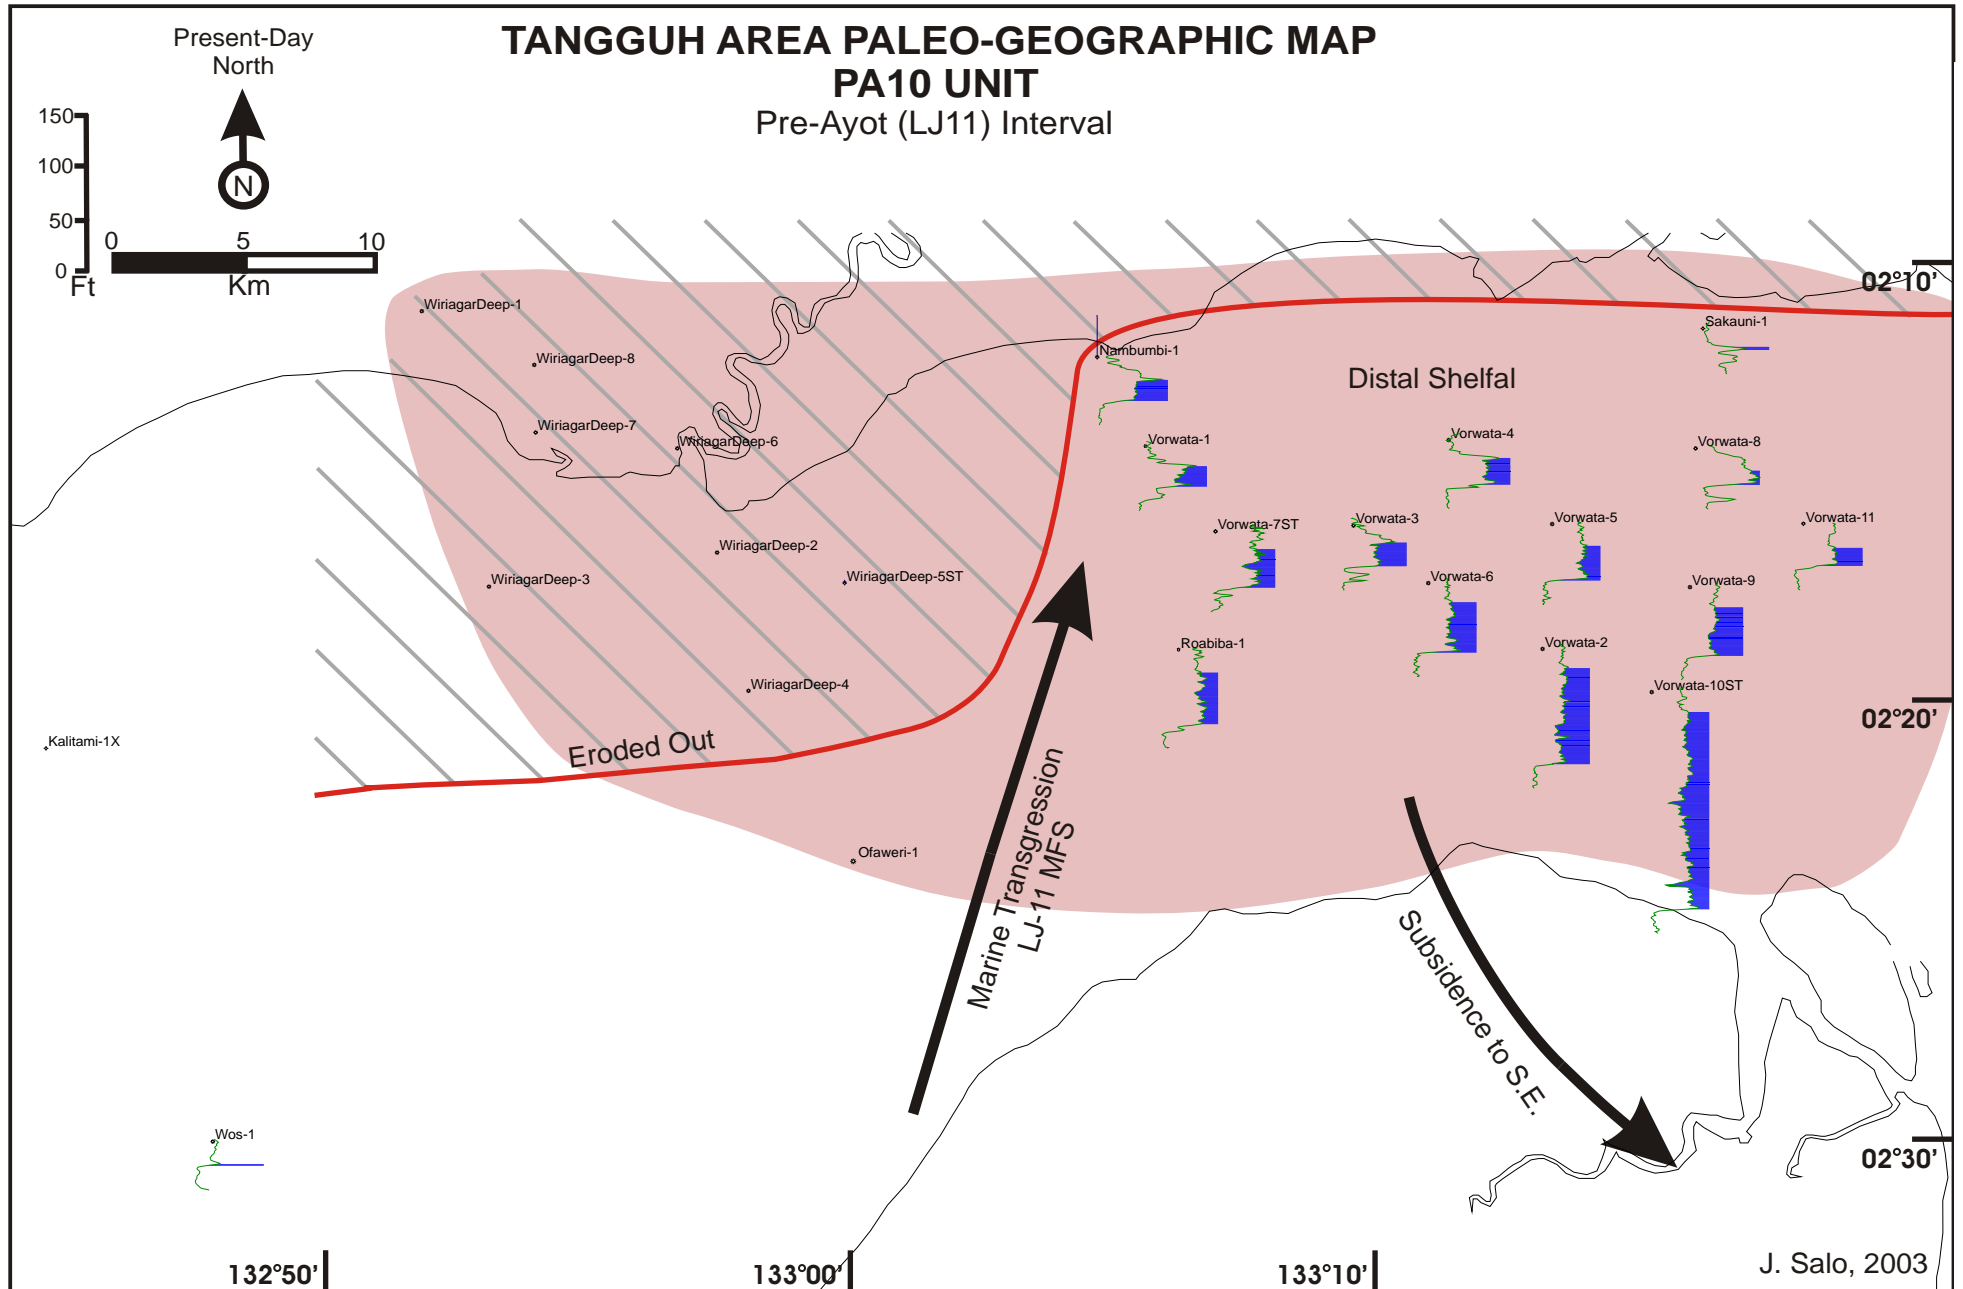 TANGGUH AREA PALEO-GEOGRAPHIC MAP
PA10 UNIT
Pre-Ayot (LJ11) Interval
Present-Day
North
N
150
100
50
0
Ft
0 5 10
Km
02°10'
02°20'
02°30'
132°50'
133°00'
133°10'
WiriagarDeep-1
WiriagarDeep-8
WiriagarDeep-7
WiriagarDeep-6
WiriagarDeep-2
WiriagarDeep-3
WiriagarDeep-5ST
WiriagarDeep-4
Kalitami-1X
Eroded Out
Ofaweri-1
Wos-1
Nambumbi-1
Sakauni-1
Distal Shelfal
Vorwata-1
Vorwata-4
Vorwata-8
Vorwata-7ST
Vorwata-3
Vorwata-5
Vorwata-11
Vorwata-6
Vorwata-9
Roabiba-1
Vorwata-2
Vorwata-10ST
Marine Transgression
LJ-11 MFS
Subsidence to S.E.
J. Salo, 2003